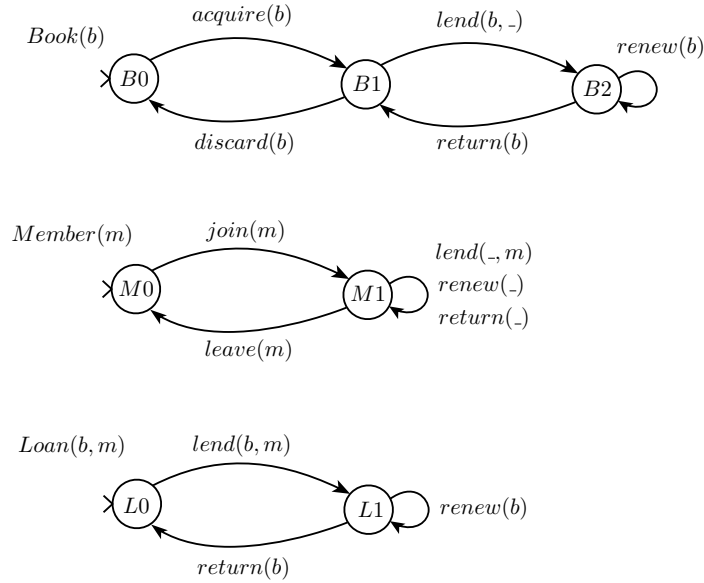 Book(b)
acquire(b)
lend(b, _)
renew(b)
B0
B1
B2
discard(b)
return(b)
Member(m)
join(m)
lend(_, m)
renew(_)
return(_)
M0
M1
leave(m)
Loan(b, m)
lend(b, m)
L0
L1
renew(b)
return(b)